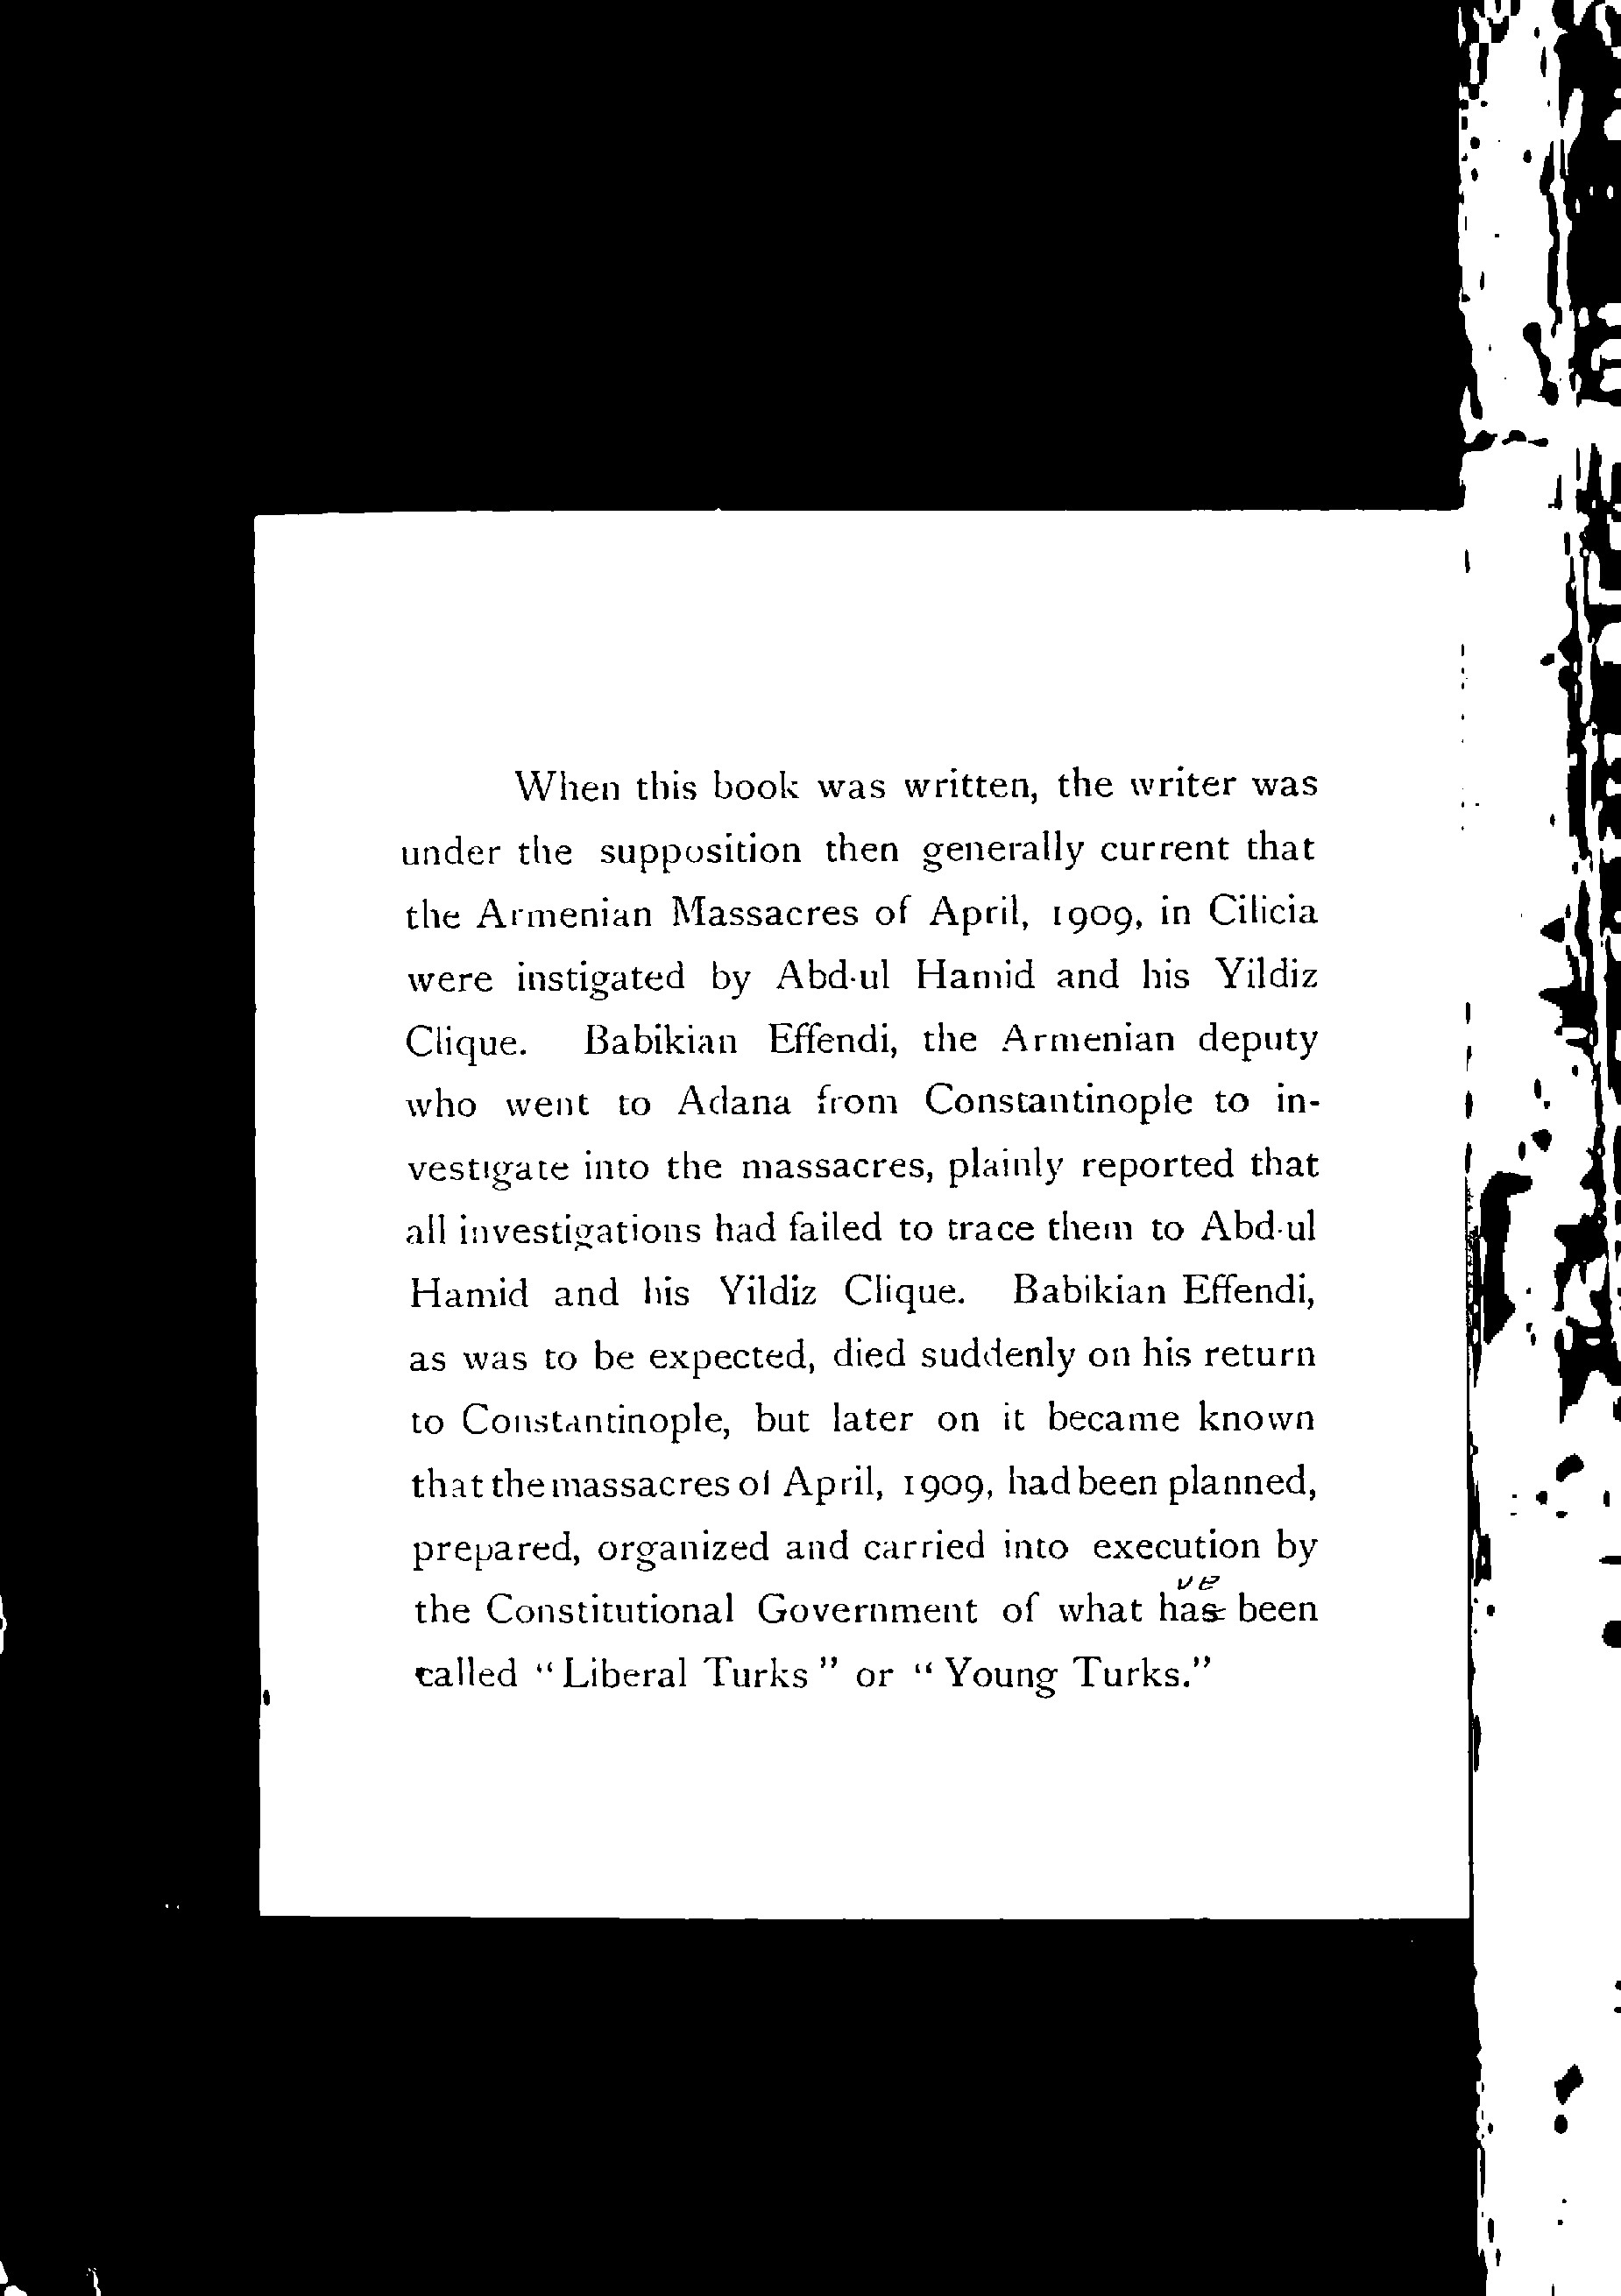 When this book was written, the writer was
under the supposition then generally current that
the Armenian Massacres of April, 1909, in Cilicia
were instigated by Abd-ul Hamid and his Yildiz
Clique. Babikian Effendi, the Armenian deputy
who went to Adana from Constantinople to in-
vestigate into the massacres, plainly reported that
all investigations had failed to trace them to Abd-ul
Hamid and his Yildiz Clique. Babikian Effendi,
as was to be expected, died suddenly on his return
to Constantinople, but later on it became known
that the massacres of April, 1909, had been planned,
prepared, organized and carried into execution by
ve
the Constitutional Government of what has been
called "Liberal Turks" or "Young Turks."